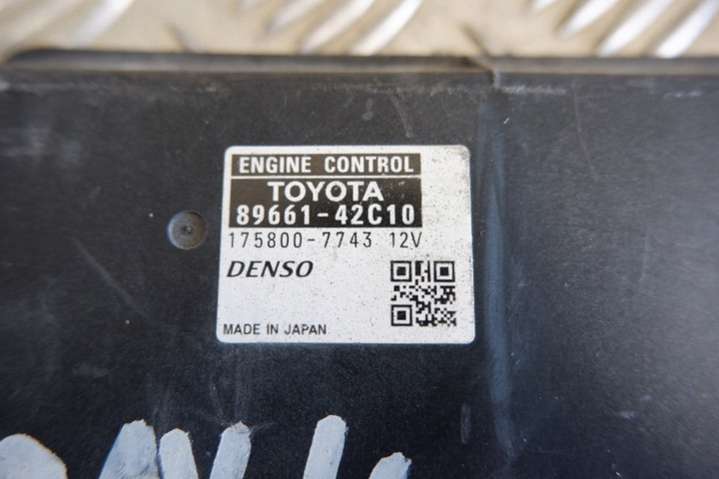 ENGINE CONTROL
TOYOTA
89661-42C10
175800-7743 12V
DENSO
MADE IN JAPAN